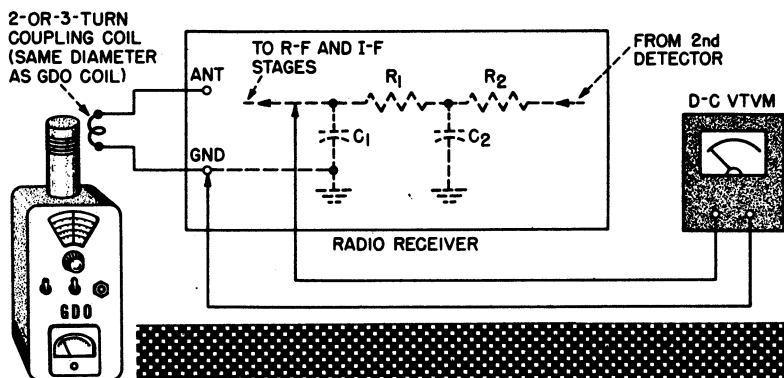 2-OR-3-TURN
COUPLING COIL
(SAME DIAMETER
AS GDO COIL)
ANT
TO R-F AND I-F
STAGES
R1
R2
FROM 2nd
DETECTOR
D-C VTVM
C1
C2
GND
RADIO RECEIVER
GDO